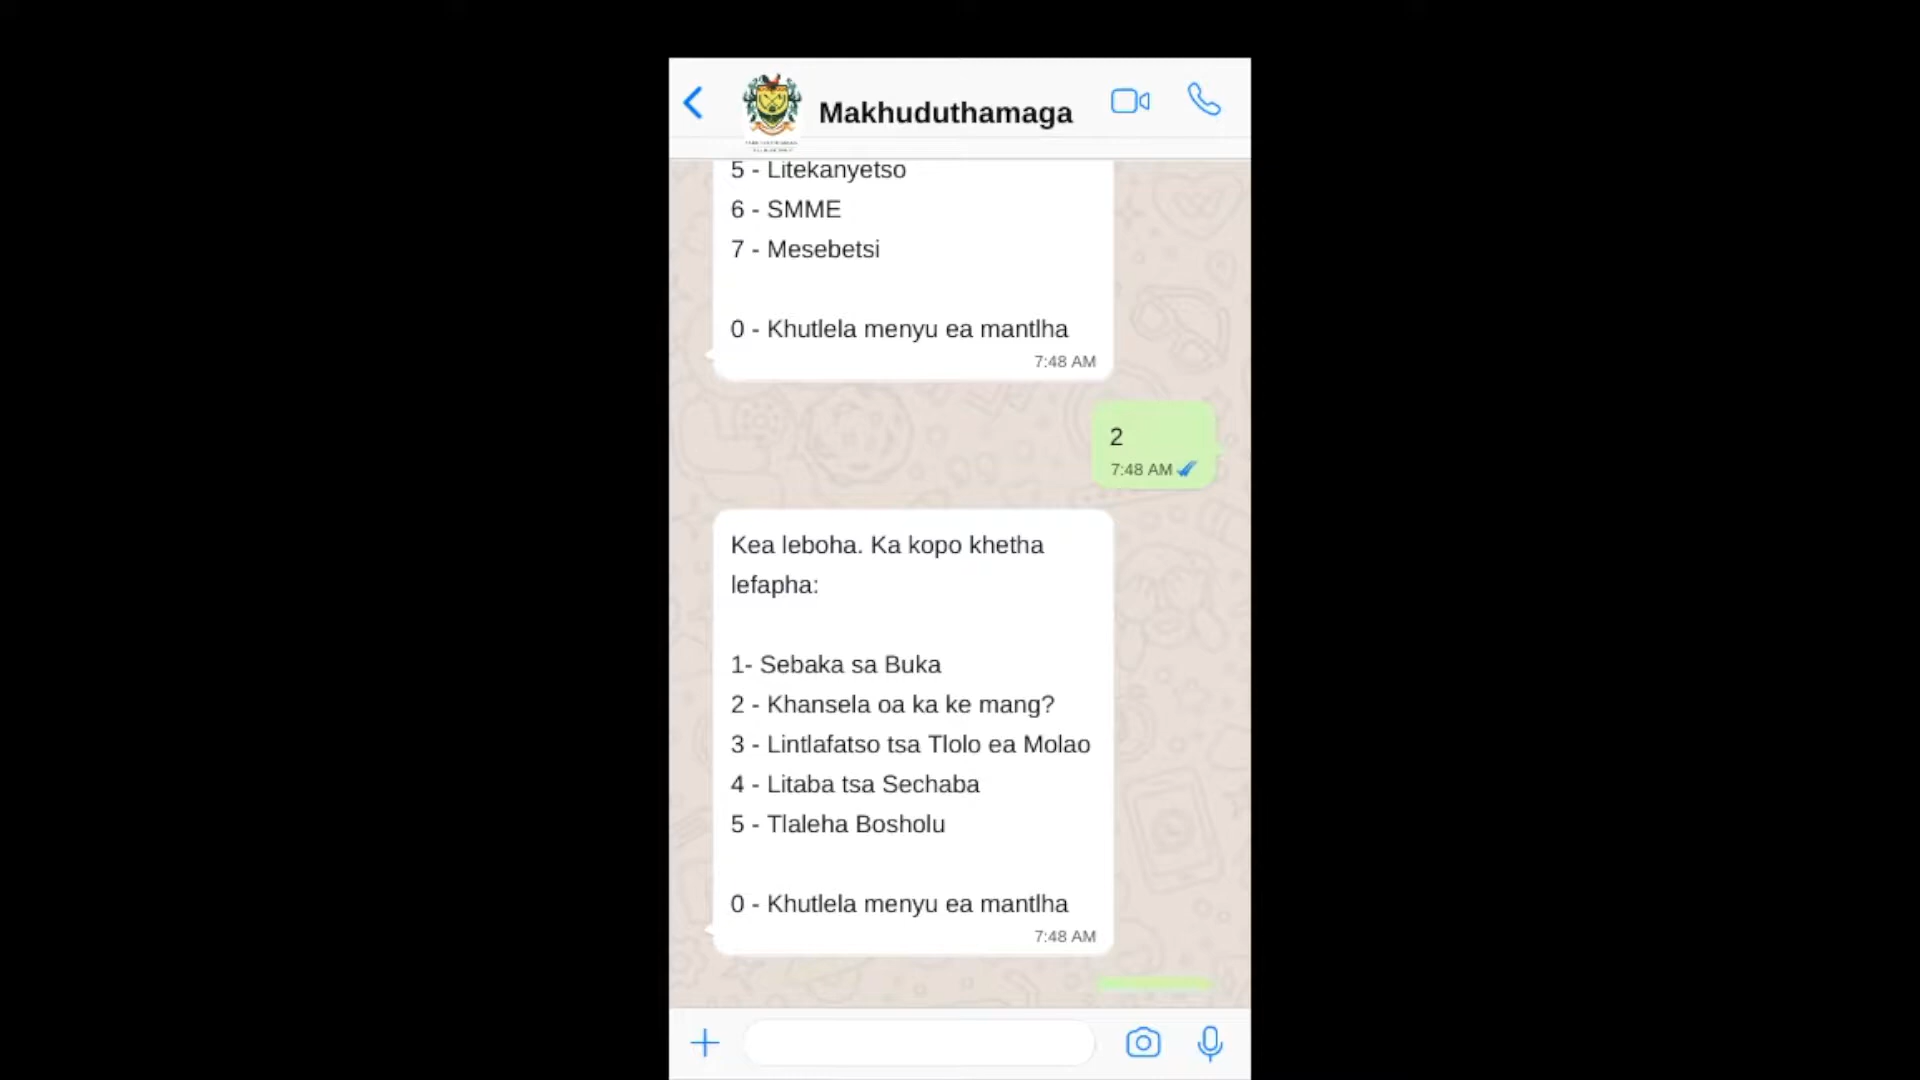 Makhuduthamaga
5 - Litekanyetso
6 - SMME
7 - Mesebetsi
0 - Khutlela menyu ea mantlha
7:48 AM
2
7:48 AM
Kea leboha. Ka kopo khetha
lefapha:
1- Sebaka sa Buka
2 - Khansela oa ka ke mang?
3 - Lintlafatso tsa Tlolo ea Molao
4 - Litaba tsa Sechaba
5 - Tlaleha Bosholu
0 - Khutlela menyu ea mantlha
7:48 AM